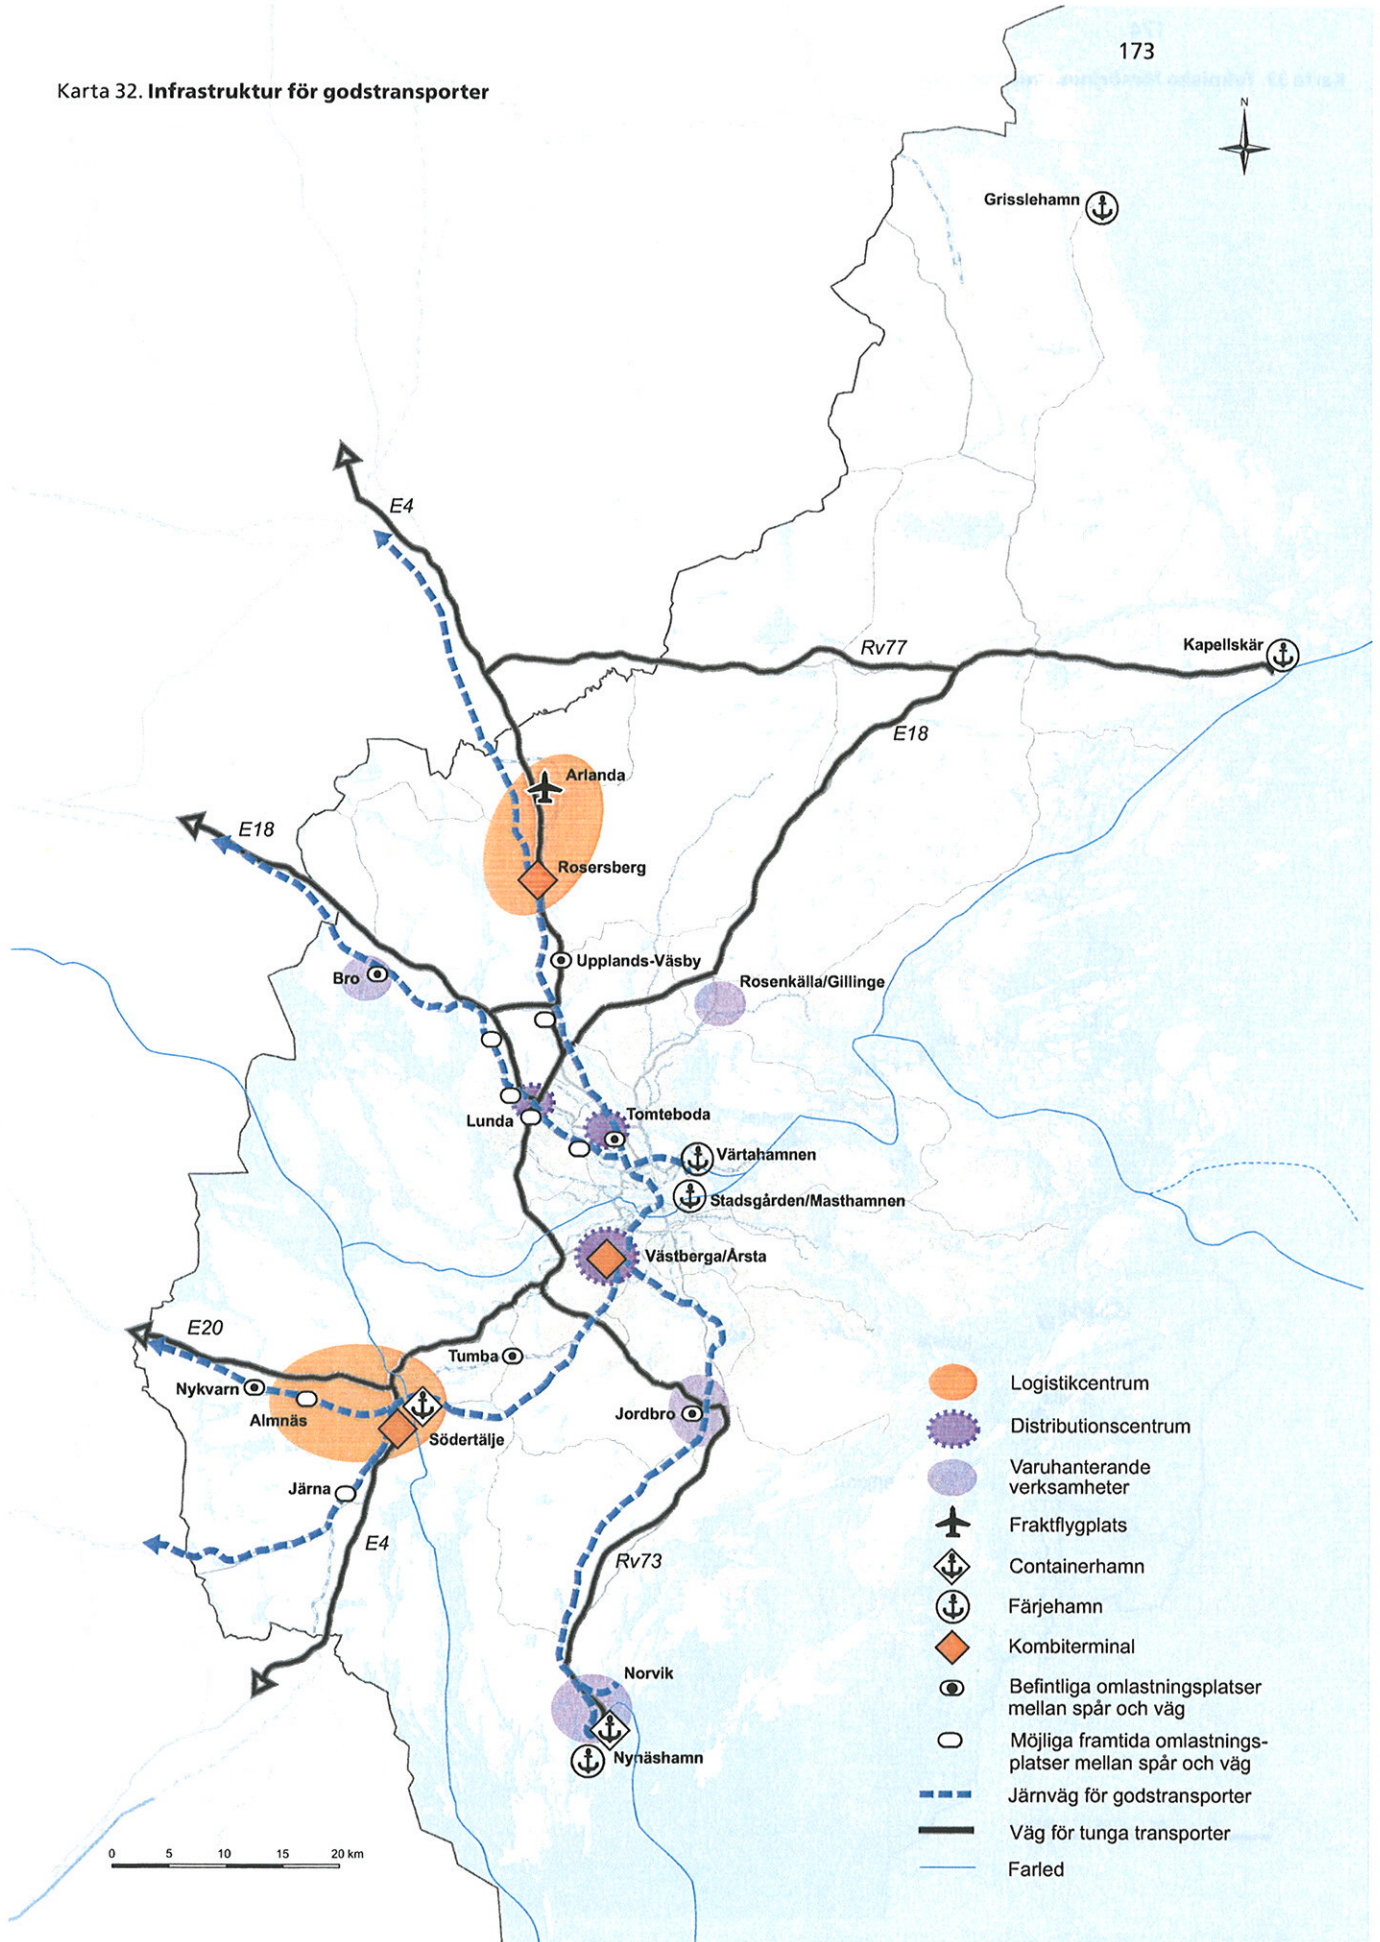 173
Karta 32. Infrastruktur för godstransporter
N
Grisslehamn
E4
Rv77
Kapellskär
E18
Arlanda
E18
Rosersberg
Upplands-Väsby
Bro
Rosenkälla/Gillinge
Lunda
Tomteboda
Värtahamnen
Stadsgården/Masthamnen
Västberga/Årsta
E20
Tumba
Nykvarn
Almnäs
Jordbro
Södertälje
Järna
E4
Rv73
Norvik
Nynäshamn
Logistikcentrum
Distributionscentrum
Varuhanterande
verksamheter
Fraktflygplats
Containerhamn
Färjehamn
Kombiterminal
Befintliga omlastningsplatser
mellan spår och väg
Möjliga framtida omlastnings-
platser mellan spår och väg
Järnväg för godstransporter
Väg för tunga transporter
Farled
0 5 10 15 20 km